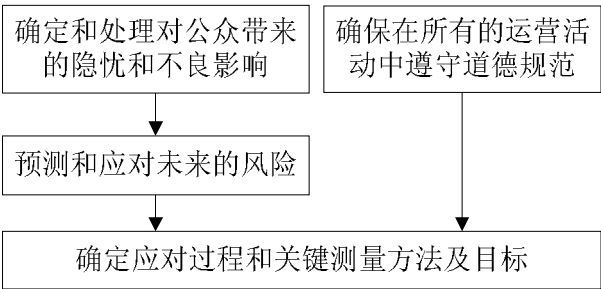 确定和处理对公众带来
的隐忧和不良影响
确保在所有的运营活
动中遵守道德规范
预测和应对未来的风险
确定应对过程和关键测量方法及目标